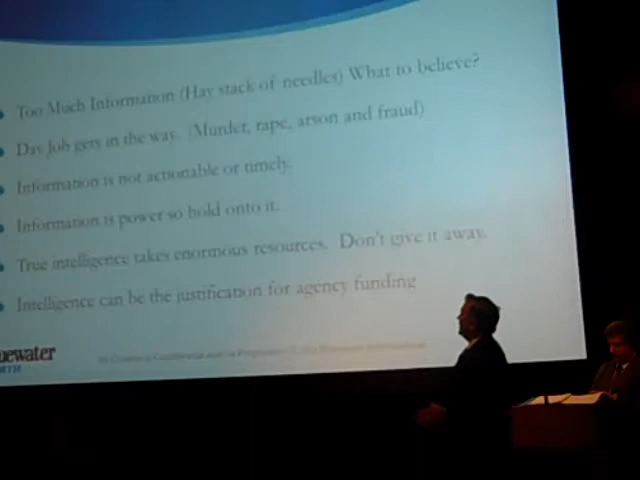 Too Much Information (Hay stack of needles) What to believe?
Day Job gets in the way. (Murder, rape, arson and fraud)
Information is not actionable or timely.
Information is power so hold onto it.
True intelligence takes enormous resources. Don't give it away.
Intelligence can be the justification for agency funding
uewater